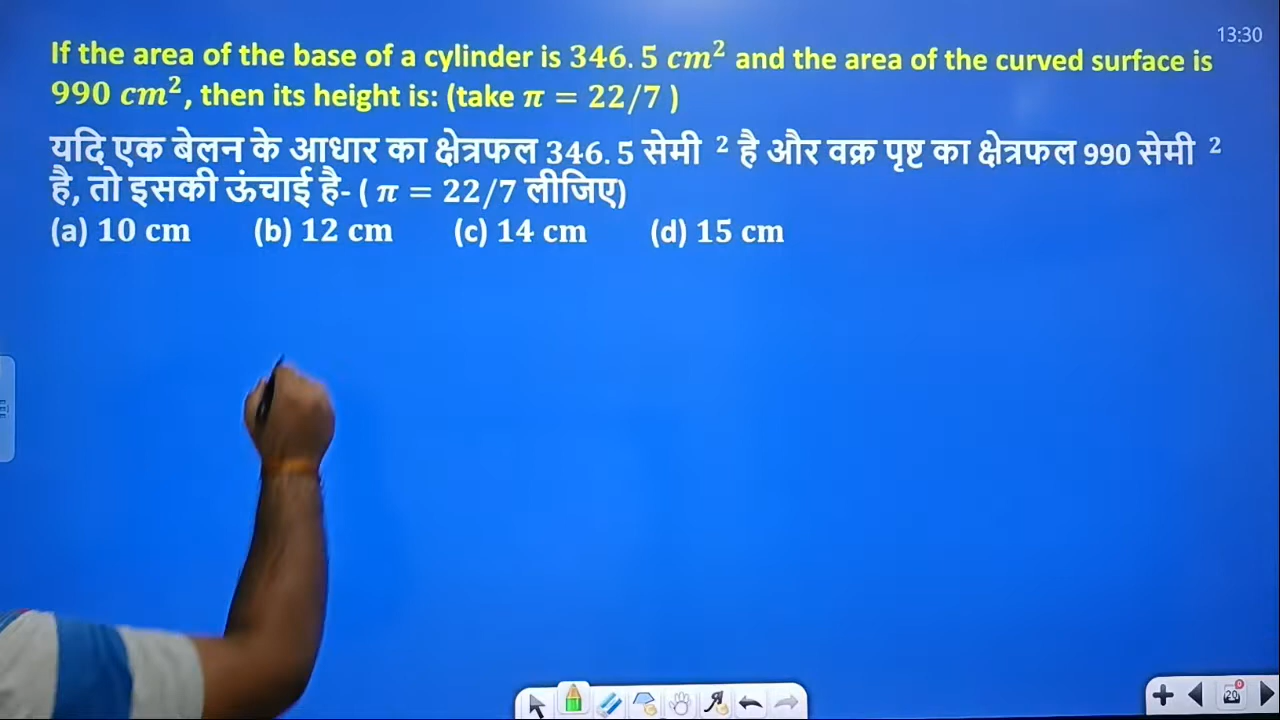 13:30
If the area of the base of a cylinder is 346.5 cm² and the area of the curved surface is
990 cm², then its height is: (take π = 22/7 )
यदि एक बेलन के आधार का क्षेत्रफल 346.5 सेमी ² है और वक्र पृष्ट का क्षेत्रफल 990 सेमी ²
है, तो इसकी ऊंचाई है- ( π = 22/7 लीजिए)
(a) 10 cm (b) 12 cm (c) 14 cm (d) 15 cm
20